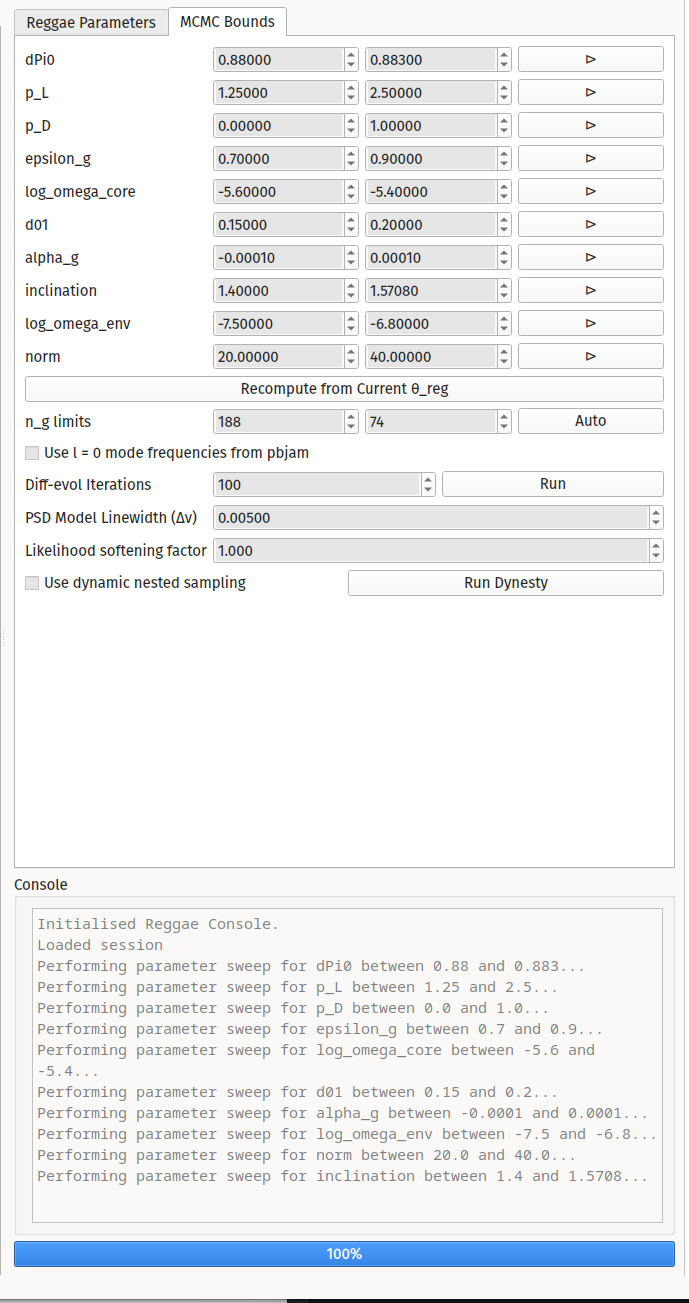 Reggae Parameters MCMC Bounds
dPi0 0.88000 0.88300 ⊳
p_L 1.25000 2.50000 ⊳
p_D 0.00000 1.00000 ⊳
epsilon_g 0.70000 0.90000 ⊳
log_omega_core -5.60000 -5.40000 ⊳
d01 0.15000 0.20000 ⊳
alpha_g -0.00010 0.00010 ⊳
inclination 1.40000 1.57080 ⊳
log_omega_env -7.50000 -6.80000 ⊳
norm 20.00000 40.00000 ⊳
Recompute from Current θ_reg
n_g limits 188 74 Auto
Use l = 0 mode frequencies from pbjam
Diff-evol Iterations 100 Run
PSD Model Linewidth (Δν) 0.00500
Likelihood softening factor 1.000
Use dynamic nested sampling Run Dynesty
Console
Initialised Reggae Console.
Loaded session
Performing parameter sweep for dPi0 between 0.88 and 0.883...
Performing parameter sweep for p_L between 1.25 and 2.5...
Performing parameter sweep for p_D between 0.0 and 1.0...
Performing parameter sweep for epsilon_g between 0.7 and 0.9...
Performing parameter sweep for log_omega_core between -5.6 and
-5.4...
Performing parameter sweep for d01 between 0.15 and 0.2...
Performing parameter sweep for alpha_g between -0.0001 and 0.0001...
Performing parameter sweep for log_omega_env between -7.5 and -6.8...
Performing parameter sweep for norm between 20.0 and 40.0...
Performing parameter sweep for inclination between 1.4 and 1.5708...
100%